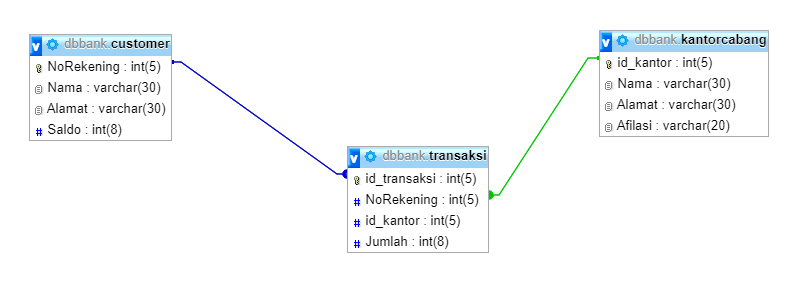 dbbank customer
NoRekening : int(5)
Nama : varchar(30)
Alamat : varchar(30)
Saldo : int(8)
dbbank transaksi
id_transaksi : int(5)
NoRekening : int(5)
id_kantor : int(5)
Jumlah : int(8)
dbbank kantorcabang
id_kantor : int(5)
Nama : varchar(30)
Alamat : varchar(30)
Afilasi : varchar(20)